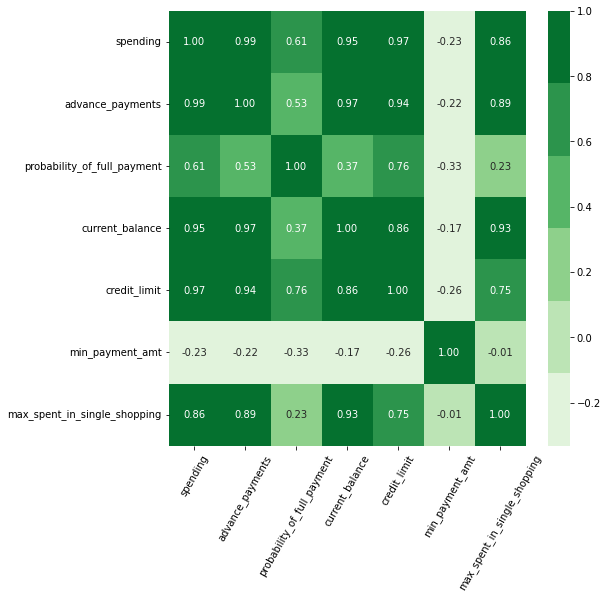 spending 1.00 0.99 0.61 0.95 0.97 -0.23 0.86
advance_payments 0.99 1.00 0.53 0.97 0.94 -0.22 0.89
probability_of_full_payment 0.61 0.53 1.00 0.37 0.76 -0.33 0.23
current_balance 0.95 0.97 0.37 1.00 0.86 -0.17 0.93
credit_limit 0.97 0.94 0.76 0.86 1.00 -0.26 0.75
min_payment_amt -0.23 -0.22 -0.33 -0.17 -0.26 1.00 -0.01
max_spent_in_single_shopping 0.86 0.89 0.23 0.93 0.75 -0.01 1.00
spending
advance_payments
probability_of_full_payment
current_balance
credit_limit
min_payment_amt
max_spent_in_single_shopping
1.0
0.8
0.6
0.4
0.2
0.0
−0.2